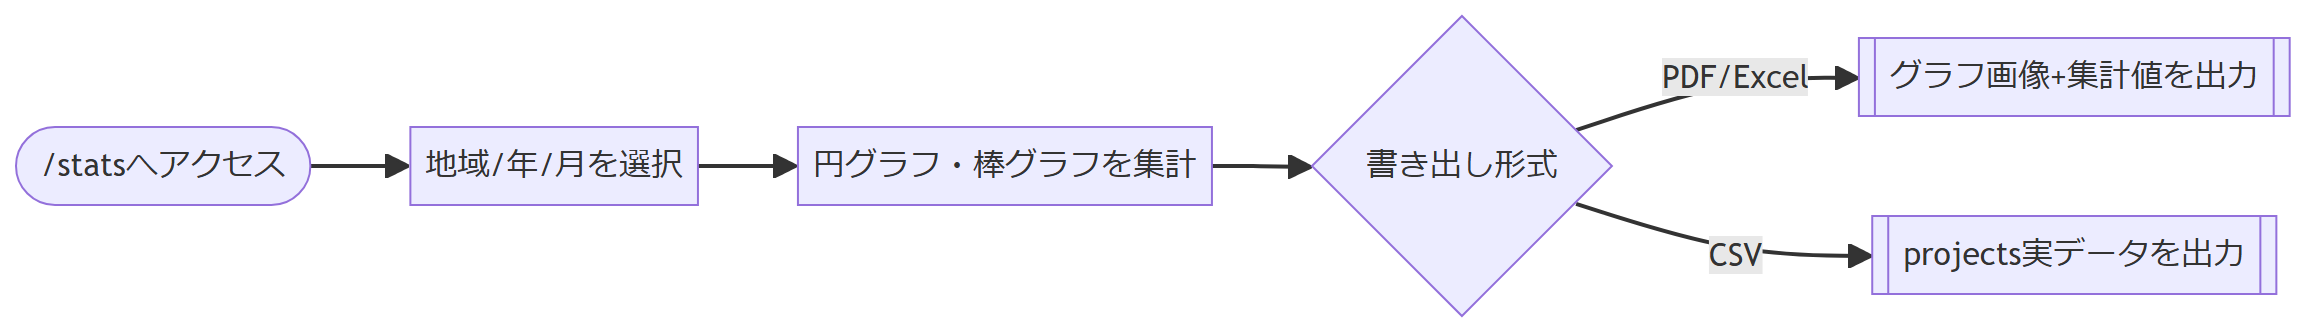 /statsへアクセス
地域/年/月を選択
円グラフ・棒グラフを集計
書き出し形式
PDF/Excel
グラフ画像+集計値を出力
CSV
projects実データを出力